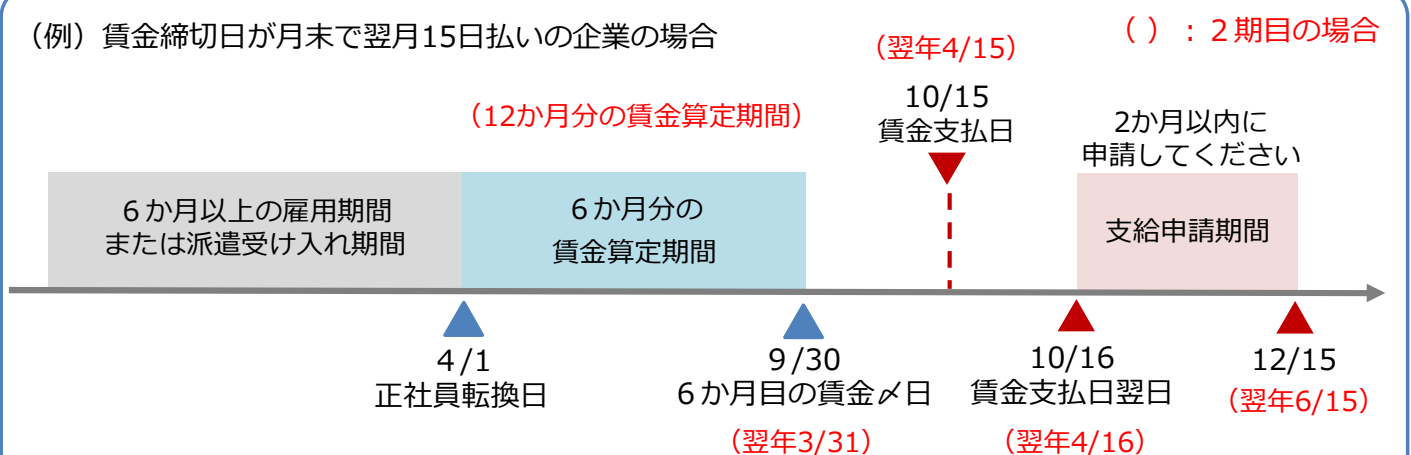 （例）賃金締切日が月末で翌月15日払いの企業の場合
（ ）：２期目の場合
（翌年4/15）
（12か月分の賃金算定期間）
10/15
賃金支払日
2か月以内に
申請してください
６か月以上の雇用期間
または派遣受け入れ期間
６か月分の
賃金算定期間
支給申請期間
４/1
正社員転換日
9/30
６か月目の賃金〆日
（翌年3/31）
10/16
賃金支払日翌日
（翌年4/16）
12/15
（翌年6/15）